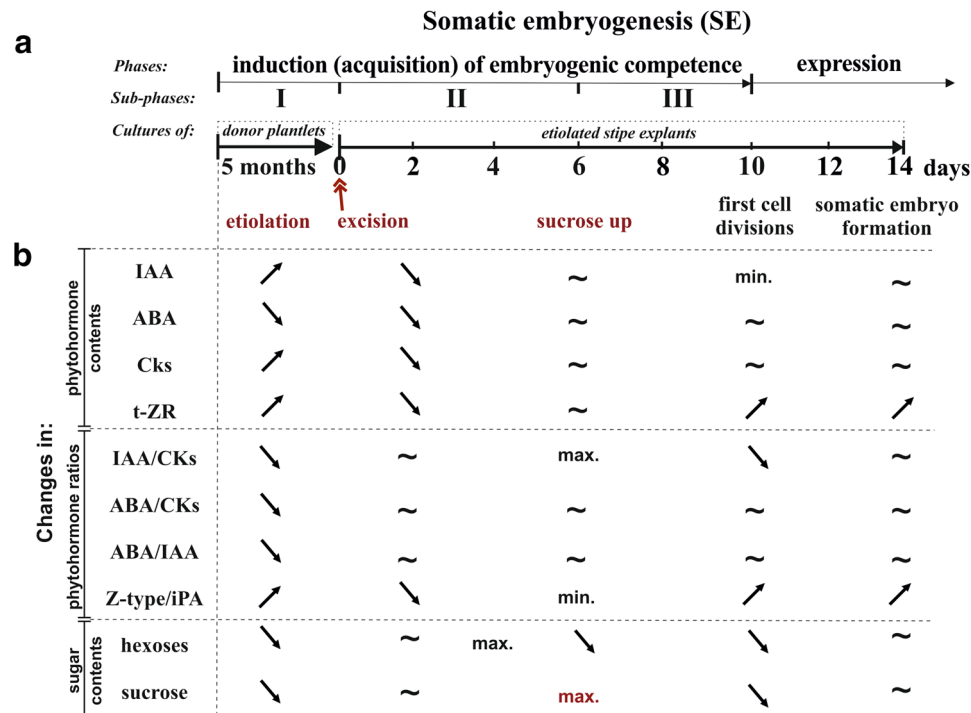 Somatic embryogenesis (SE)
a
Phases: induction (acquisition) of embryogenic competence expression
Sub-phases: I II III
Cultures of: donor plantlets etiolated stipe explants
5 months 0 2 4 6 8 10 12 14 days
etiolation excision sucrose up first cell divisions somatic embryo formation
b
Changes in:
phytohormone contents
IAA ~ min. ~
ABA ~ ~ ~
Cks ~ ~ ~
t-ZR ~
phytohormone ratios
IAA/CKs ~ max. ~
ABA/CKs ~ ~ ~ ~
ABA/IAA ~ ~ ~ ~
Z-type/iPA min.
sugar contents
hexoses ~ max. ~
sucrose ~ max. ~